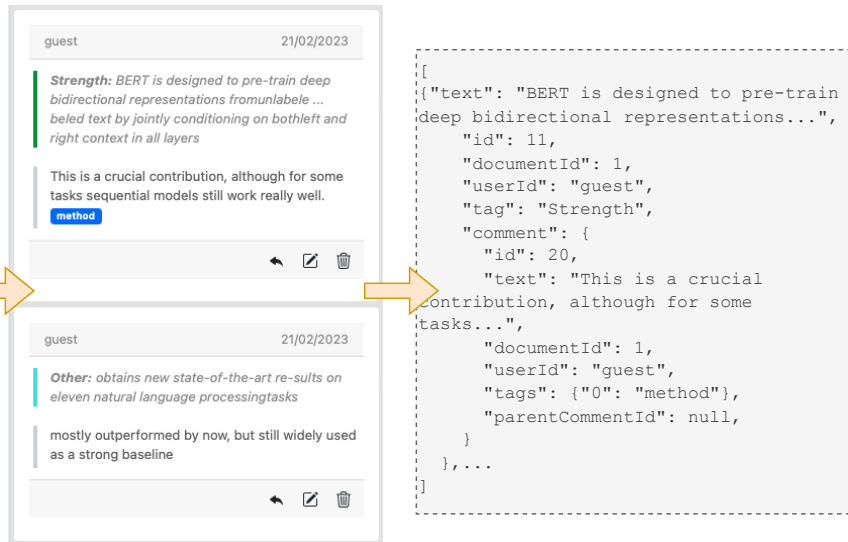 guest 21/02/2023
Strength: BERT is designed to pre-train deep
bidirectional representations fromunlabele ...
beled text by jointly conditioning on bothleft and
right context in all layers
This is a crucial contribution, although for some
tasks sequential models still work really well.
method
guest 21/02/2023
Other: obtains new state-of-the-art re-sults on
eleven natural language processingtasks
mostly outperformed by now, but still widely used
as a strong baseline
[
{"text": "BERT is designed to pre-train
deep bidirectional representations...",
"id": 11,
"documentId": 1,
"userId": "guest",
"tag": "Strength",
"comment": {
"id": 20,
"text": "This is a crucial
contribution, although for some
tasks...",
"documentId": 1,
"userId": "guest",
"tags": {"0": "method"},
"parentCommentId": null,
}
},...
]